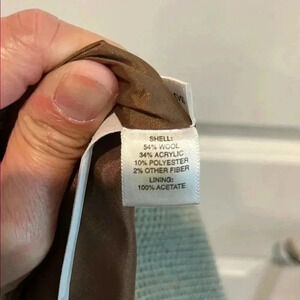 SHELL:
54% WOOL
34% ACRYLIC
10% POLYESTER
2% OTHER FIBER
LINING:
100% ACETATE